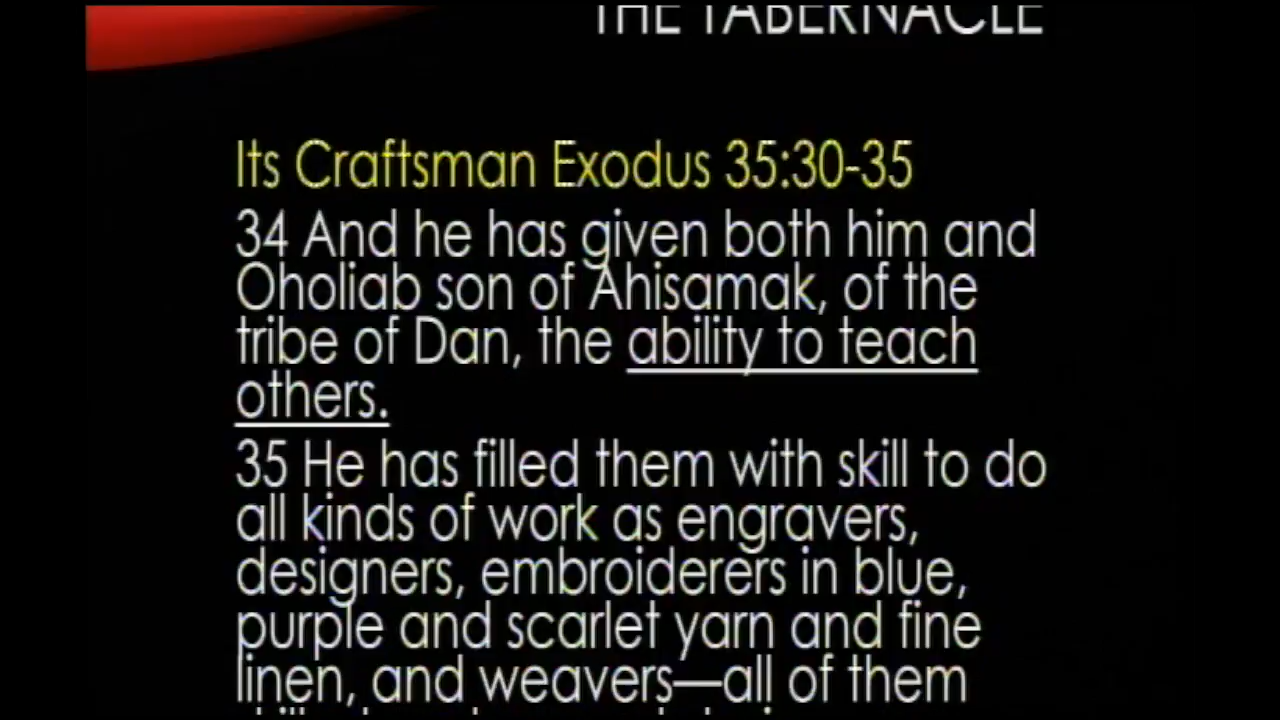 THE TABERNACLE
Its Craftsman Exodus 35:30-35
34 And he has given both him and
Oholiab son of Ahisamak, of the
tribe of Dan, the ability to teach
others.
35 He has filled them with skill to do
all kinds of work as engravers,
designers, embroiderers in blue,
purple and scarlet yarn and fine
linen, and weavers—all of them